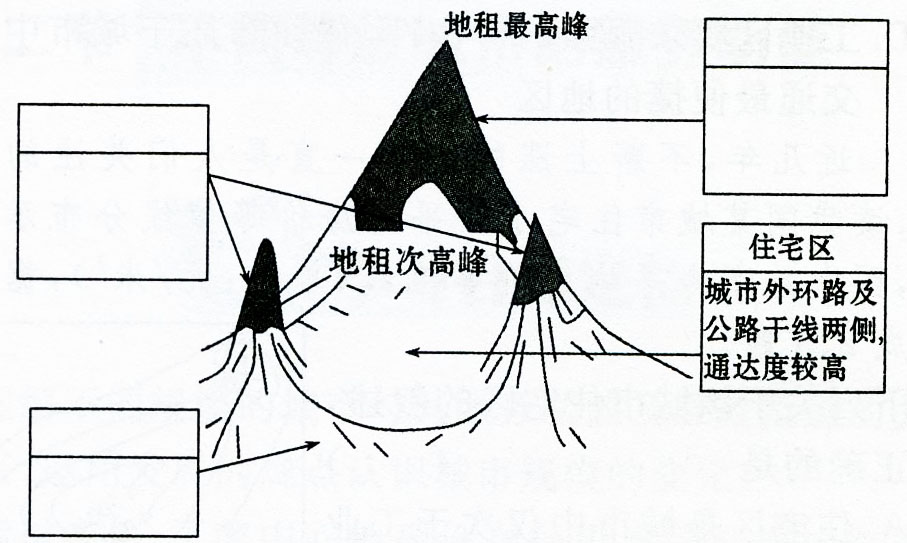 地租最高峰
地租次高峰
住宅区
城市外环路及
公路干线两侧,
通达度较高